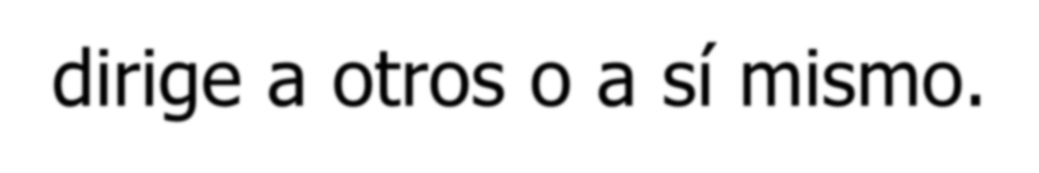 dirige a otros o a sí mismo.